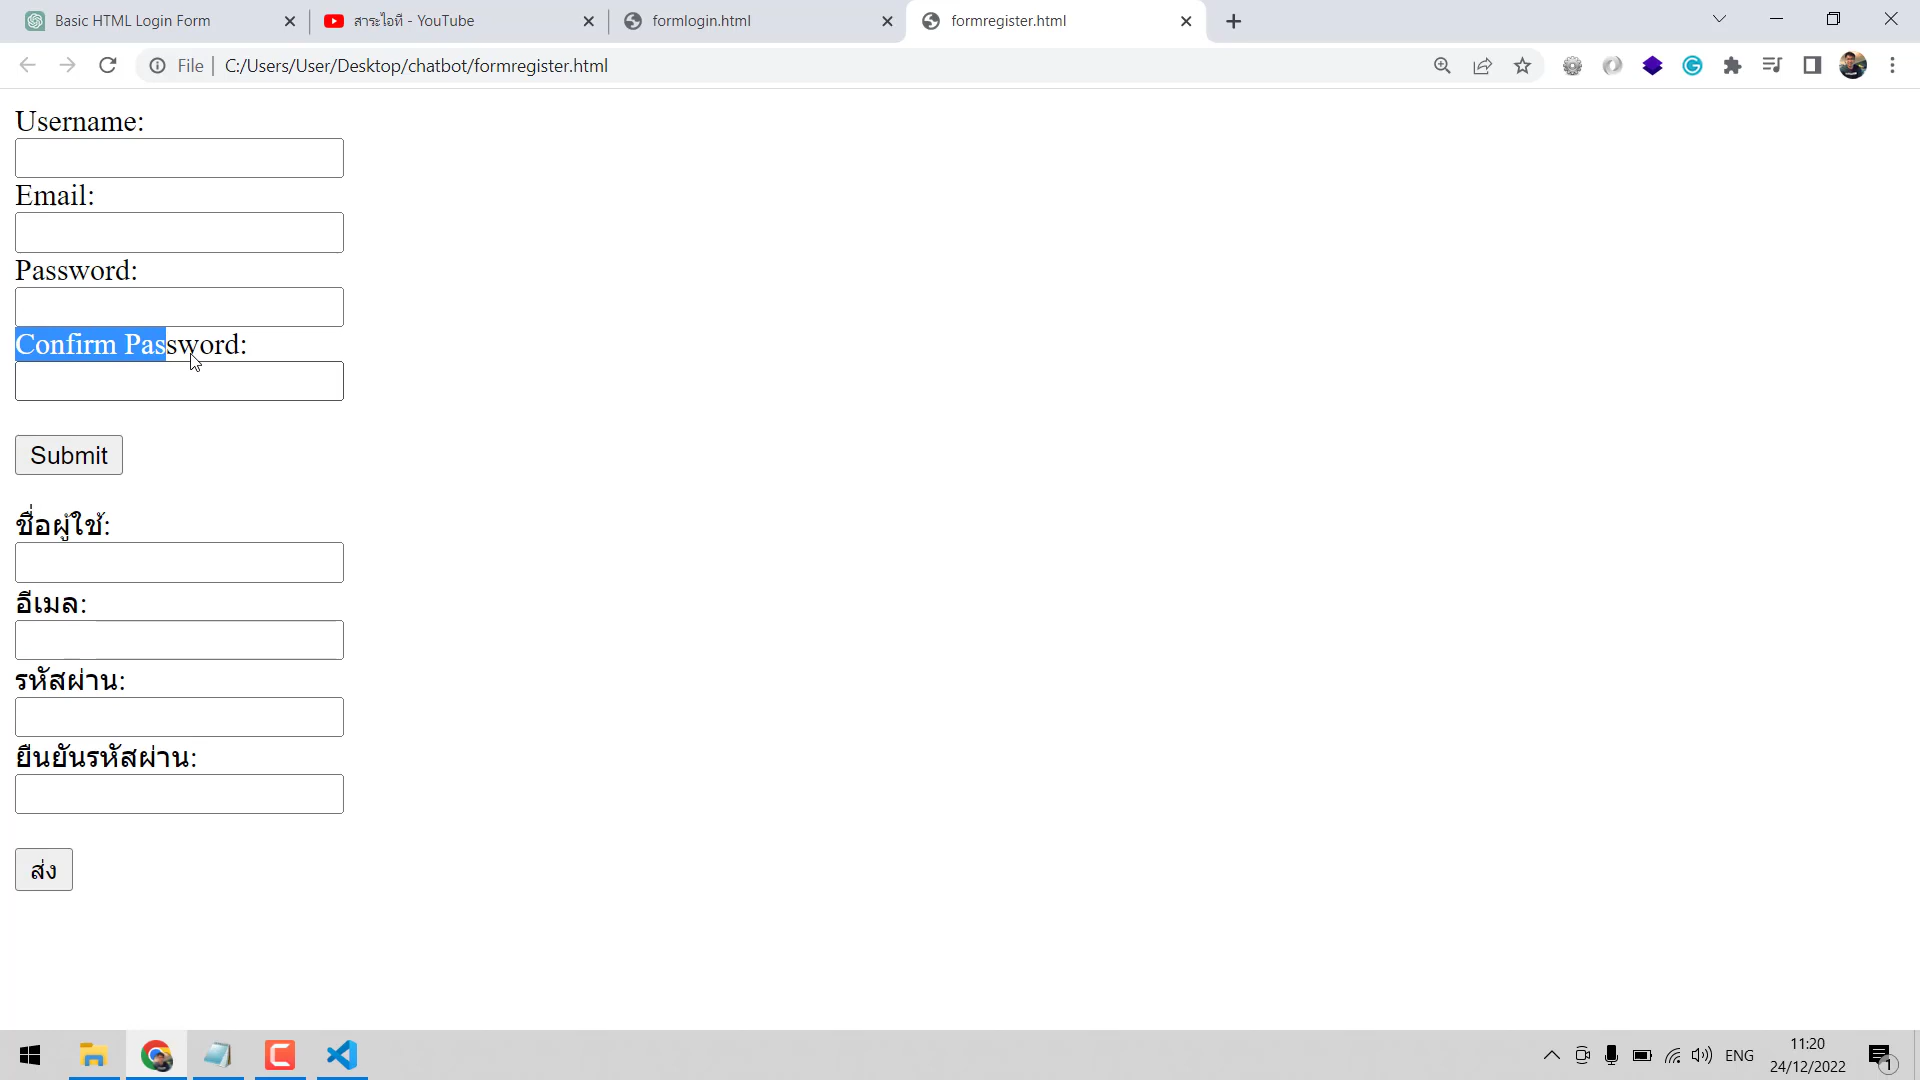 Basic HTML Login Form
สาระไอที - YouTube
formlogin.html
formregister.html
File
C:/Users/User/Desktop/chatbot/formregister.html
Username:
Email:
Password:
Confirm Password:
Submit
ชื่อผู้ใช้:
อีเมล:
รหัสผ่าน:
ยืนยันรหัสผ่าน:
ส่ง
ENG
11:20
24/12/2022
1